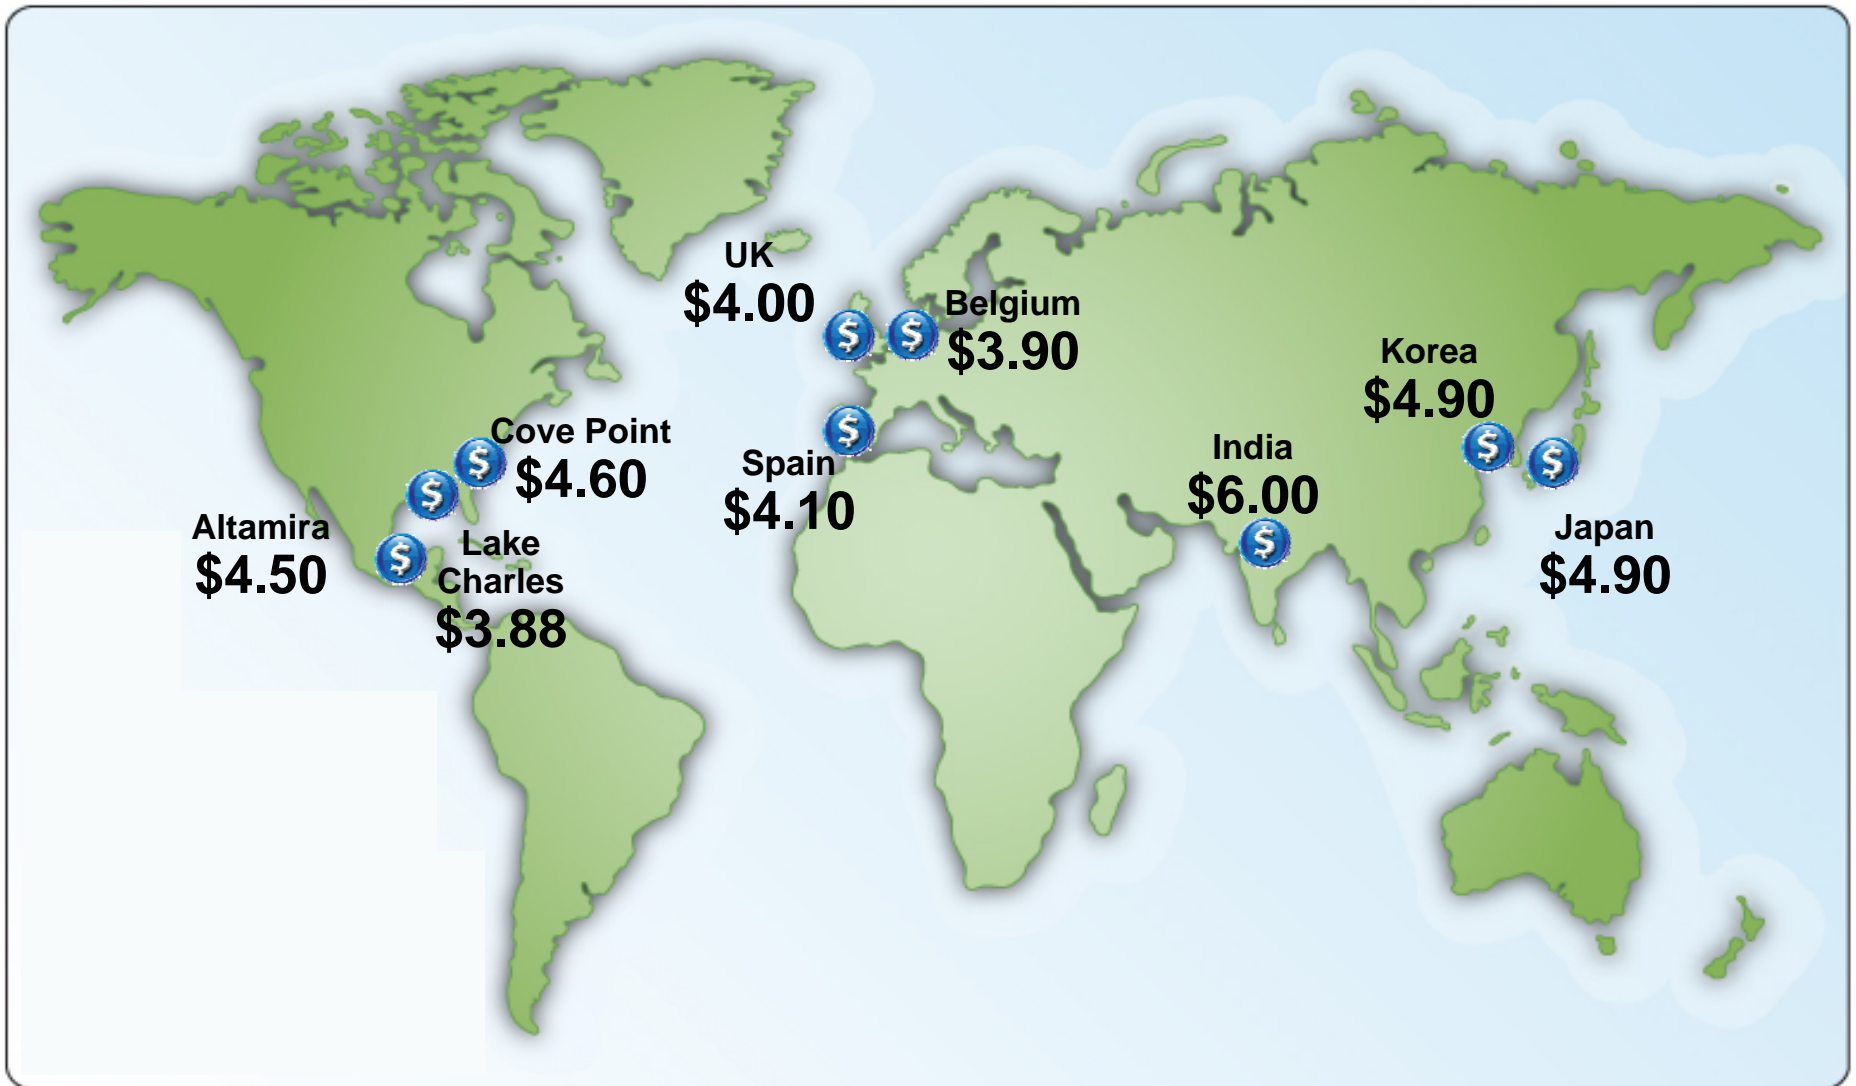 UK
$4.00
Belgium
$3.90
Korea
$4.90
Cove Point
$4.60
India
$6.00
Spain
$4.10
Altamira
$4.50
Lake
Charles
$3.88
Japan
$4.90
$
$
$
$
$
$
$
$
$